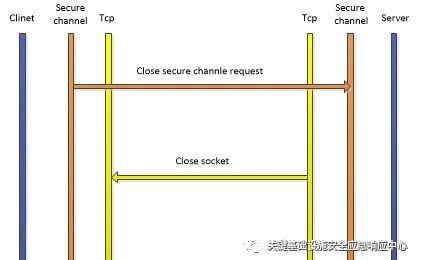 Clinet
Secure
channel
Tcp
Tcp
Secure
channel
Server
Close secure channle request
Close socket
关键基础设施安全应急响应中心